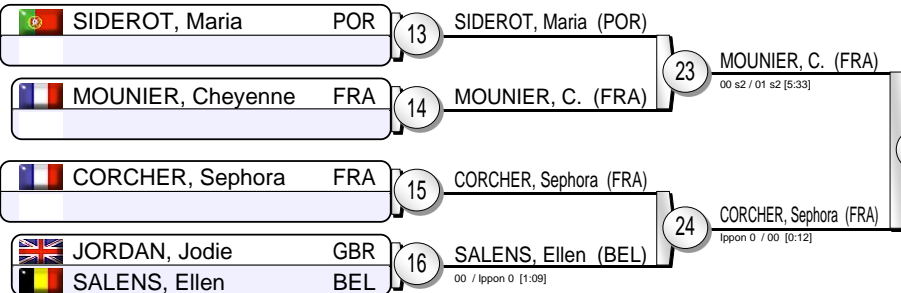 SIDEROT, Maria POR
13
SIDEROT, Maria (POR)
MOUNIER, Cheyenne FRA
14
MOUNIER, C. (FRA)
23
MOUNIER, C. (FRA)
00 s2 / 01 s2 [5:33]
CORCHER, Sephora FRA
15
CORCHER, Sephora (FRA)
24
CORCHER, Sephora (FRA)
Ippon 0 / 00 [0:12]
JORDAN, Jodie GBR
SALENS, Ellen BEL
16
SALENS, Ellen (BEL)
00 / Ippon 0 [1:09]